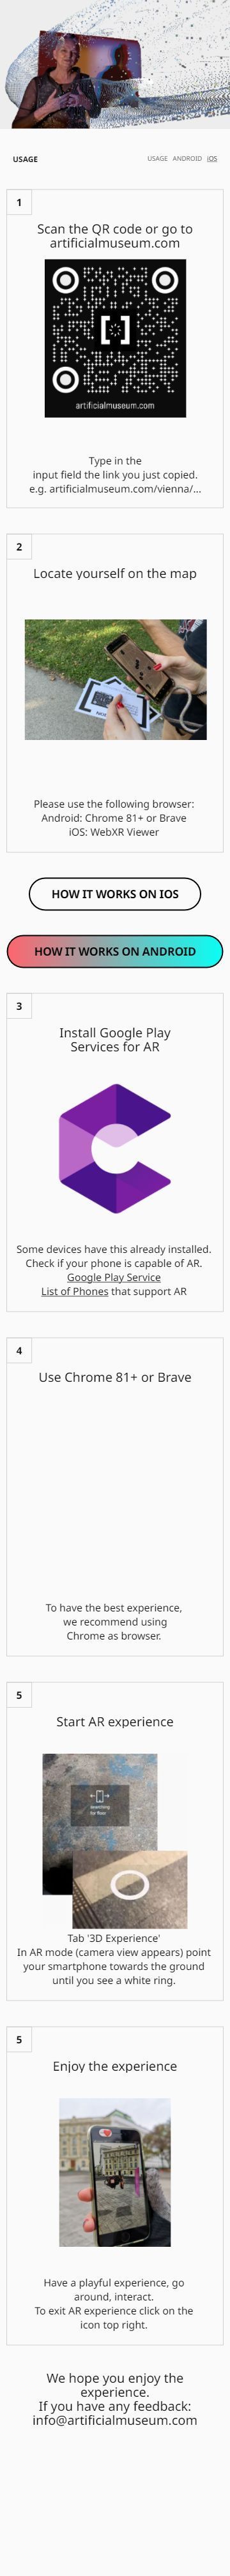 USAGE
USAGE ANDROID iOS
1
Scan the QR code or go to
artificialmuseum.com
artificialmuseum.com
Type in the
input field the link you just copied.
e.g. artificialmuseum.com/vienna/...
2
Locate yourself on the map
Please use the following browser:
Android: Chrome 81+ or Brave
iOS: WebXR Viewer
HOW IT WORKS ON IOS
HOW IT WORKS ON ANDROID
3
Install Google Play
Services for AR
Some devices have this already installed.
Check if your phone is capable of AR.
Google Play Service
List of Phones that support AR
4
Use Chrome 81+ or Brave
To have the best experience,
we recommend using
Chrome as browser.
5
Start AR experience
searching
for floor
Tab '3D Experience'
In AR mode (camera view appears) point
your smartphone towards the ground
until you see a white ring.
5
Enjoy the experience
Have a playful experience, go
around, interact.
To exit AR experience click on the
icon top right.
We hope you enjoy the
experience.
If you have any feedback:
info@artificialmuseum.com